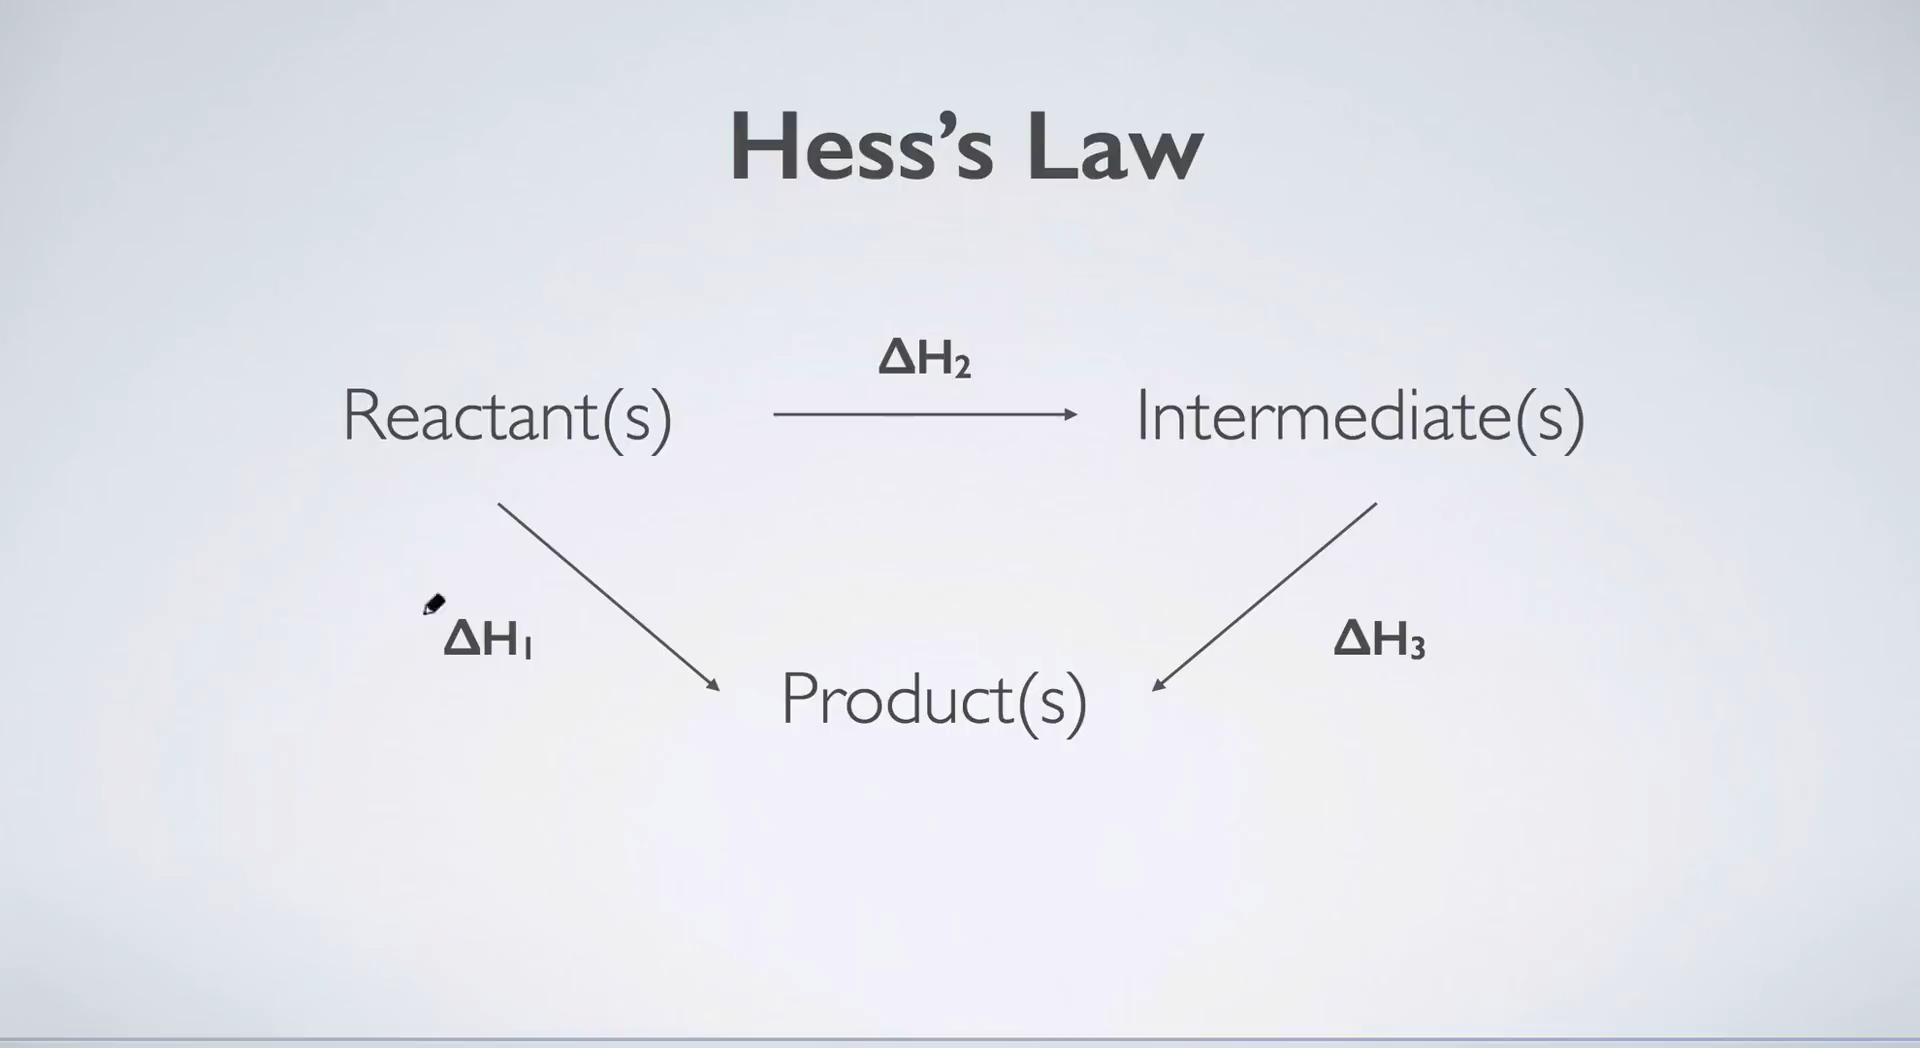 Hess’s Law
ΔH₂
Reactant(s)
Intermediate(s)
ΔH₁
ΔH₃
Product(s)